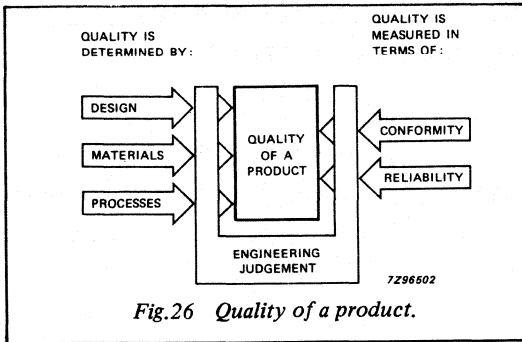 QUALITY IS
DETERMINED BY:
QUALITY IS
MEASURED IN
TERMS OF:
DESIGN
MATERIALS
PROCESSES
QUALITY
OF A
PRODUCT
CONFORMITY
RELIABILITY
ENGINEERING
JUDGEMENT
7Z96502
Fig.26 Quality of a product.